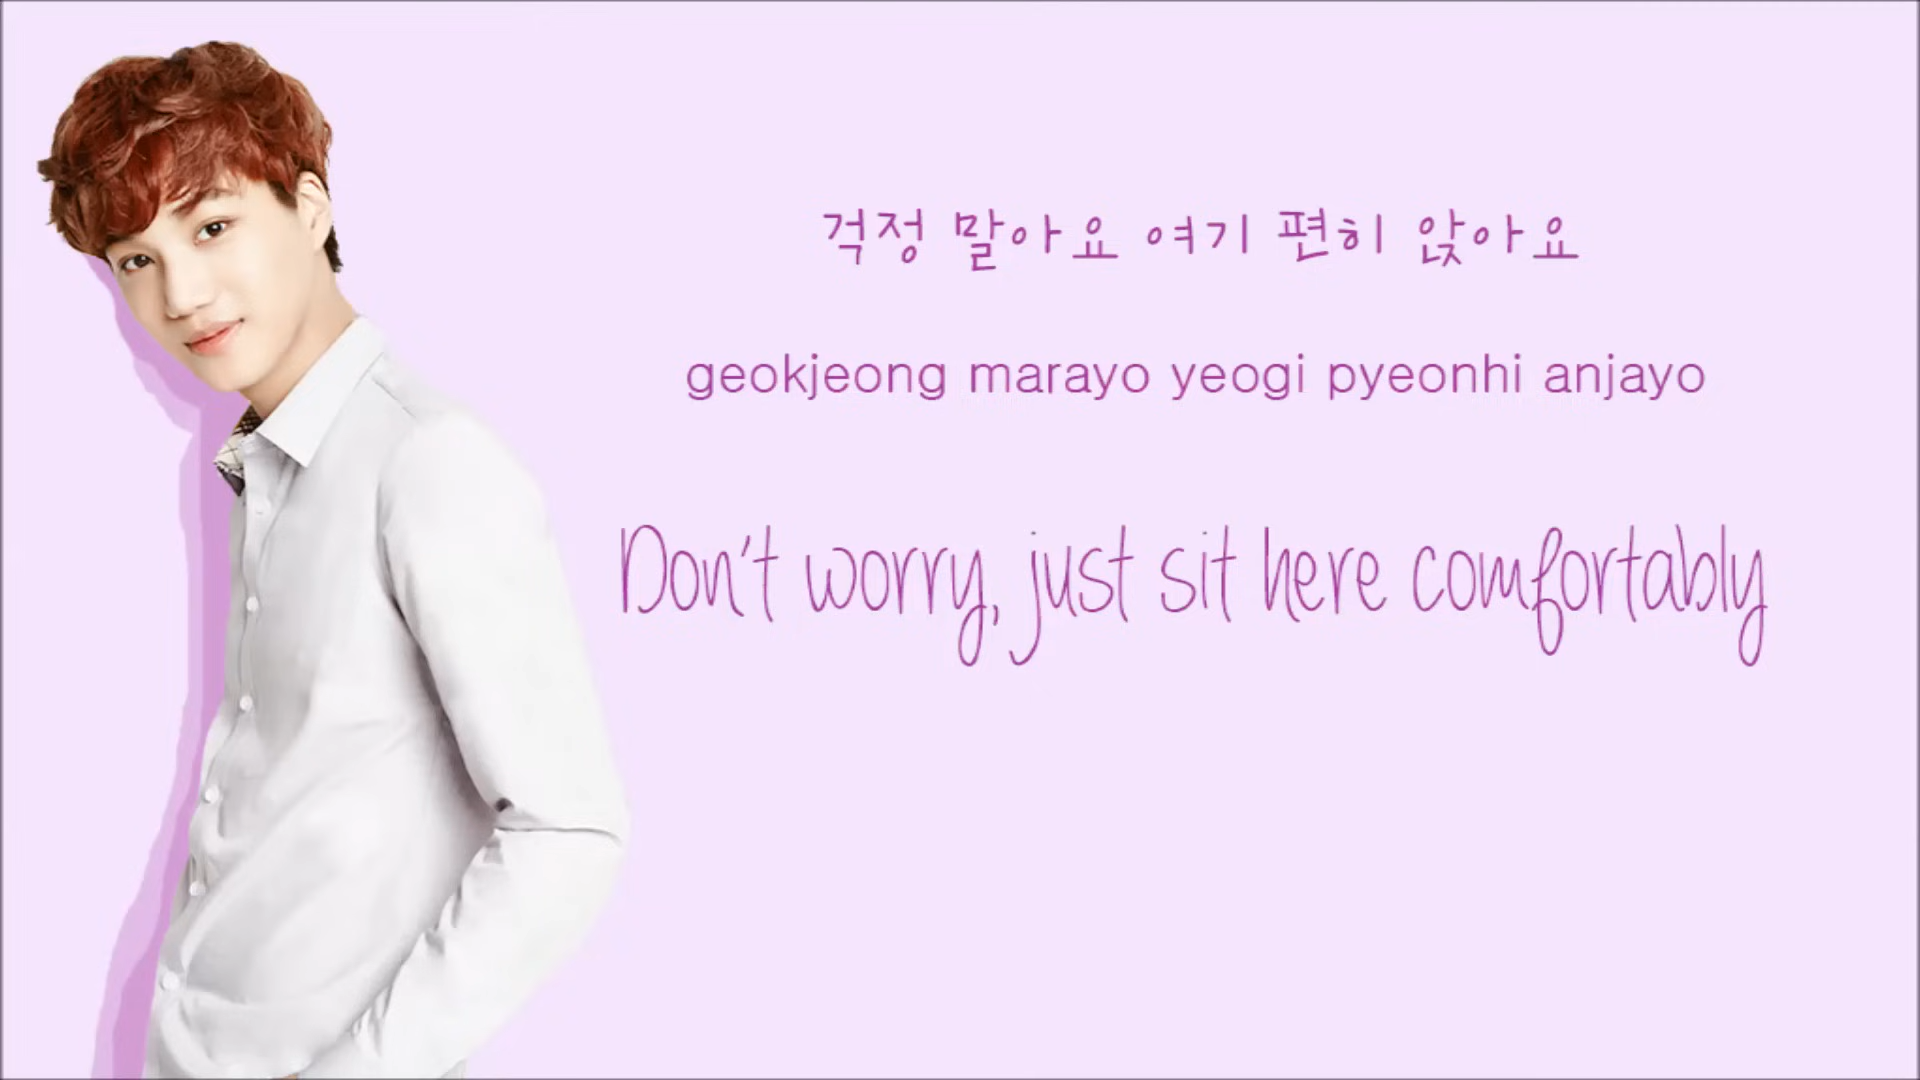 걱정 말아요 여기 편히 앉아요
geokjeong marayo yeogi pyeonhi anjayo
Don't worry, just sit here comfortably